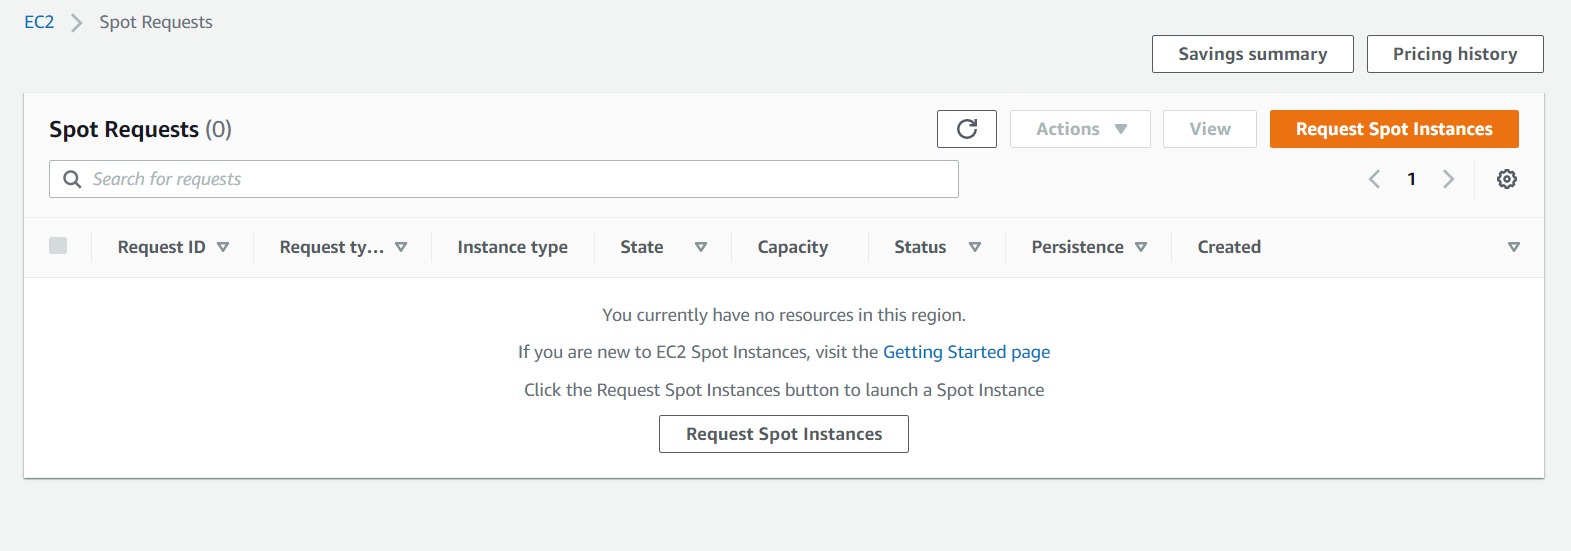 EC2 Spot Requests
Savings summary Pricing history
Spot Requests (0) Actions View Request Spot Instances
Search for requests 1
Request ID Request ty... Instance type State Capacity Status Persistence Created
You currently have no resources in this region.
If you are new to EC2 Spot Instances, visit the Getting Started page
Click the Request Spot Instances button to launch a Spot Instance
Request Spot Instances